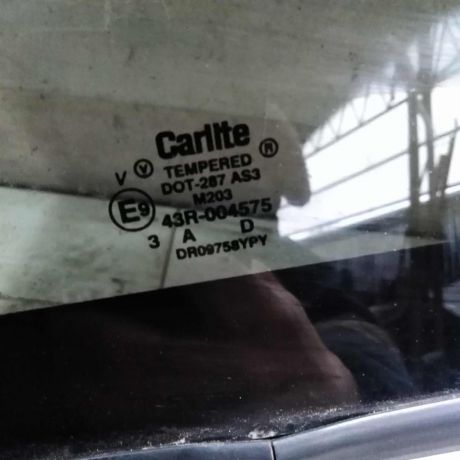 Carlite ®
V V TEMPERED
DOT-287 AS3
M203
E9 43R-004575
3 A D
DR09758YPY